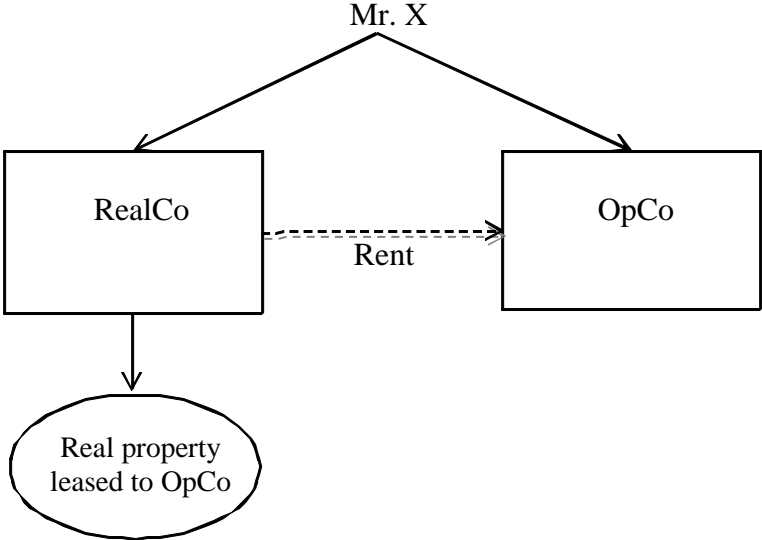 Mr. X
RealCo
OpCo
Rent
Real property
leased to OpCo